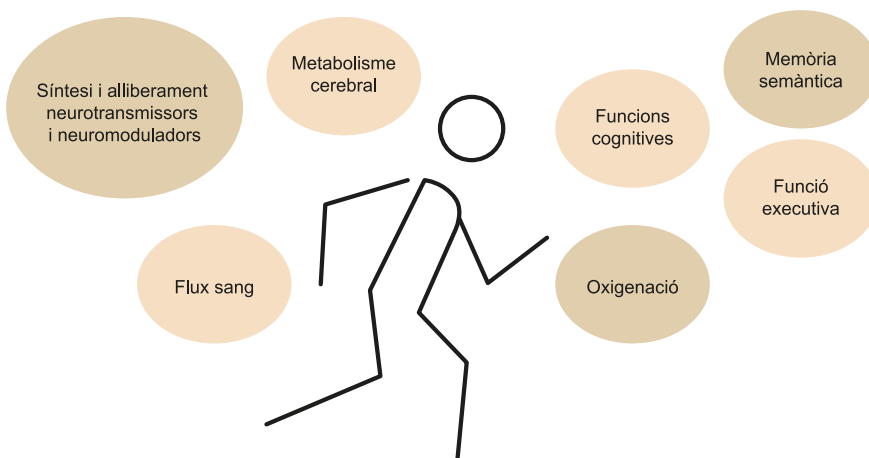 Síntesi i alliberament
neurotransmissors
i neuromoduladors
Metabolisme
cerebral
Funcions
cognitives
Memòria
semàntica
Funció
executiva
Flux sang
Oxigenació